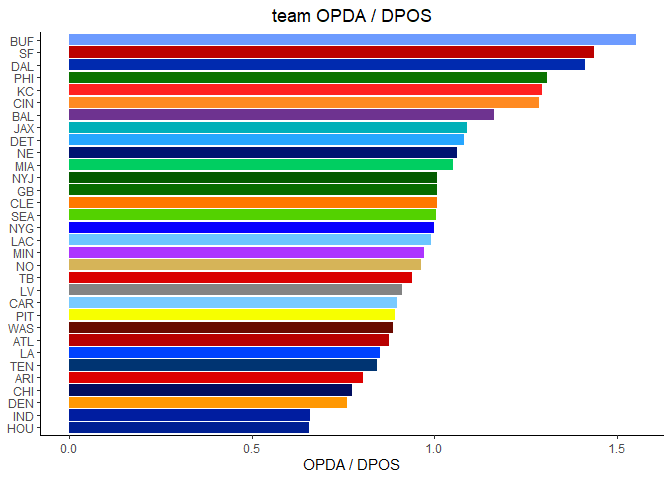 team OPDA / DPOS
BUF
SF
DAL
PHI
KC
CIN
BAL
JAX
DET
NE
MIA
NYJ
GB
CLE
SEA
NYG
LAC
MIN
NO
TB
LV
CAR
PIT
WAS
ATL
LA
TEN
ARI
CHI
DEN
IND
HOU
0.0 0.5 1.0 1.5
OPDA / DPOS